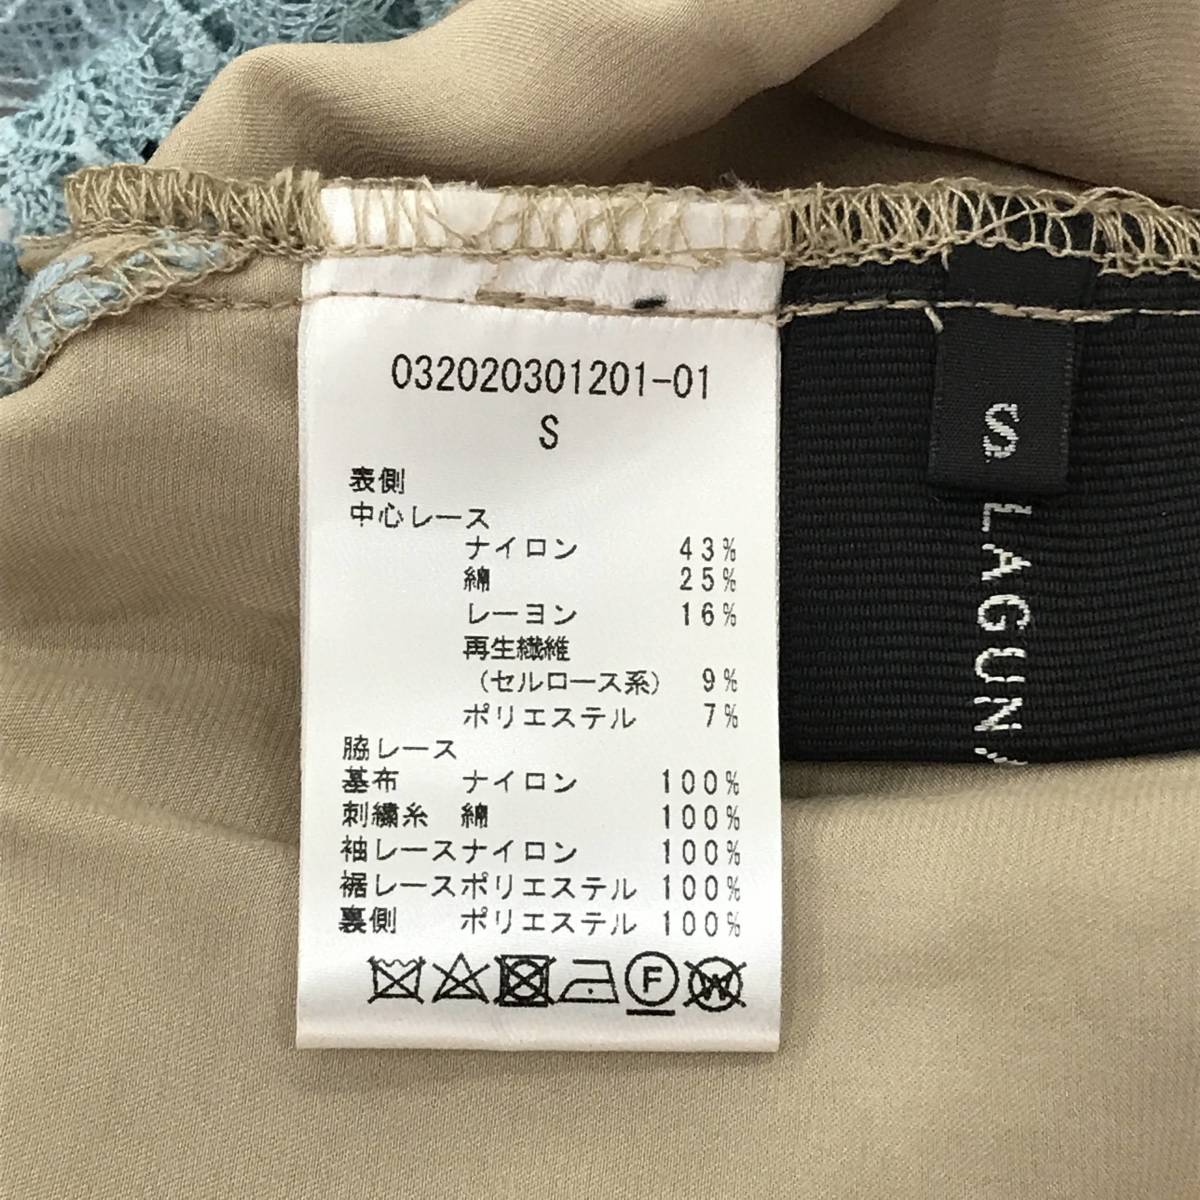 032020301201-01
S
表側
中心レース
ナイロン 43%
綿 25%
レーヨン 16%
再生繊維
(セルロース系) 9%
ポリエステル 7%
脇レース
基布 ナイロン 100%
刺繍糸 綿 100%
袖レースナイロン 100%
裾レースポリエステル 100%
裏側 ポリエステル 100%
F
W
S
LAGUN